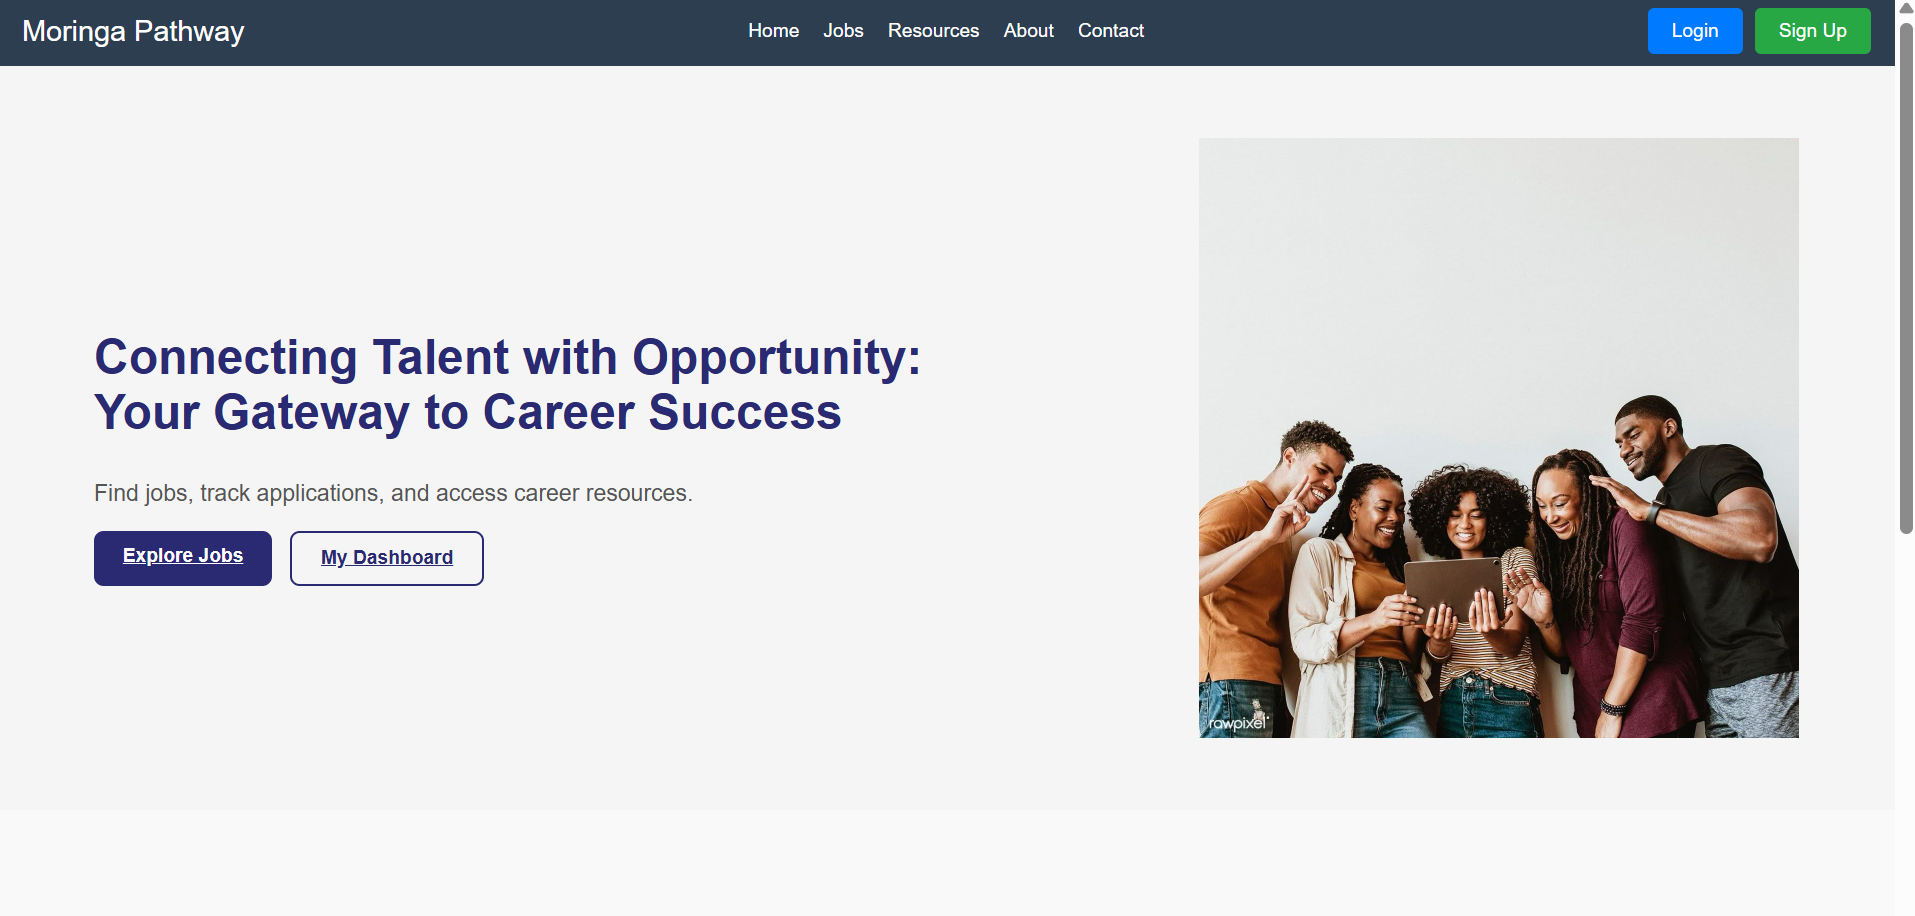 Moringa Pathway
Home Jobs Resources About Contact
Login Sign Up
Connecting Talent with Opportunity:
Your Gateway to Career Success
Find jobs, track applications, and access career resources.
Explore Jobs My Dashboard
rawpixel